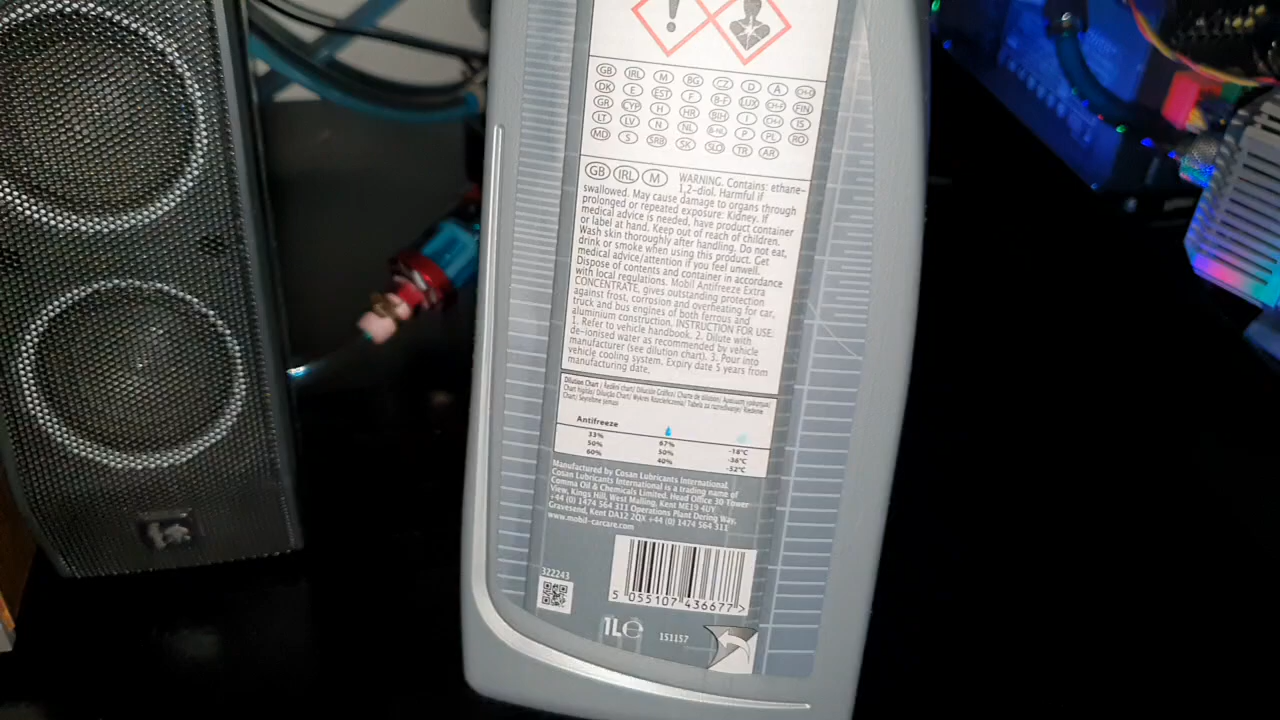 GB IRL M BG CZ D A CH-D
DK E EST F B-F LUX CH-F FIN
GR CYP H HR BIH I CH-I IS
LT LV N NL B-NL P PL RO
MD S SRB SK SLO TR AR
GB IRL M WARNING. Contains: ethane-
1,2-diol. Harmful if
swallowed. May cause damage to organs through
prolonged or repeated exposure: Kidney. If
medical advice is needed, have product container
or label at hand. Keep out of reach of children.
Wash skin thoroughly after handling. Do not eat,
drink or smoke when using this product. Get
medical advice/attention if you feel unwell.
Dispose of contents and container in accordance
with local regulations. Mobil Antifreeze Extra
CONCENTRATE, gives outstanding protection
against frost, corrosion and overheating for car,
truck and bus engines of both ferrous and
aluminium construction. INSTRUCTION FOR USE:
1. Refer to vehicle handbook. 2. Dilute with
de-ionised water as recommended by vehicle
manufacturer (see dilution chart). 3. Pour into
vehicle cooling system. Expiry date 5 years from
manufacturing date.
Dilution Chart / Ředění chart/ Dilución Gráfico/ Charte de dilution/
Chart
Chart/
Antifreeze
33% 67% -18°C
50% 50% -36°C
60% 40% -52°C
Manufactured by Cosan Lubricants International.
Cosan Lubricants International is a trading name of
Comma Oil & Chemicals Limited. Head Office 30 Tower
View, Kings Hill, West Malling, Kent ME19 4UY
+44 (0) 1474 564 311 Operations Plant Dering Way,
Gravesend, Kent DA12 2QX +44 (0) 1474 564 311
www.mobil-carcare.com
322243
5 055107 436677 >
1L e 151157